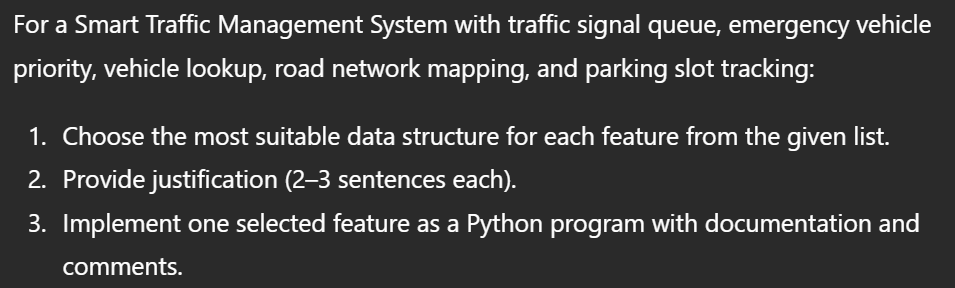 For a Smart Traffic Management System with traffic signal queue, emergency vehicle
priority, vehicle lookup, road network mapping, and parking slot tracking:
1. Choose the most suitable data structure for each feature from the given list.
2. Provide justification (2–3 sentences each).
3. Implement one selected feature as a Python program with documentation and
comments.